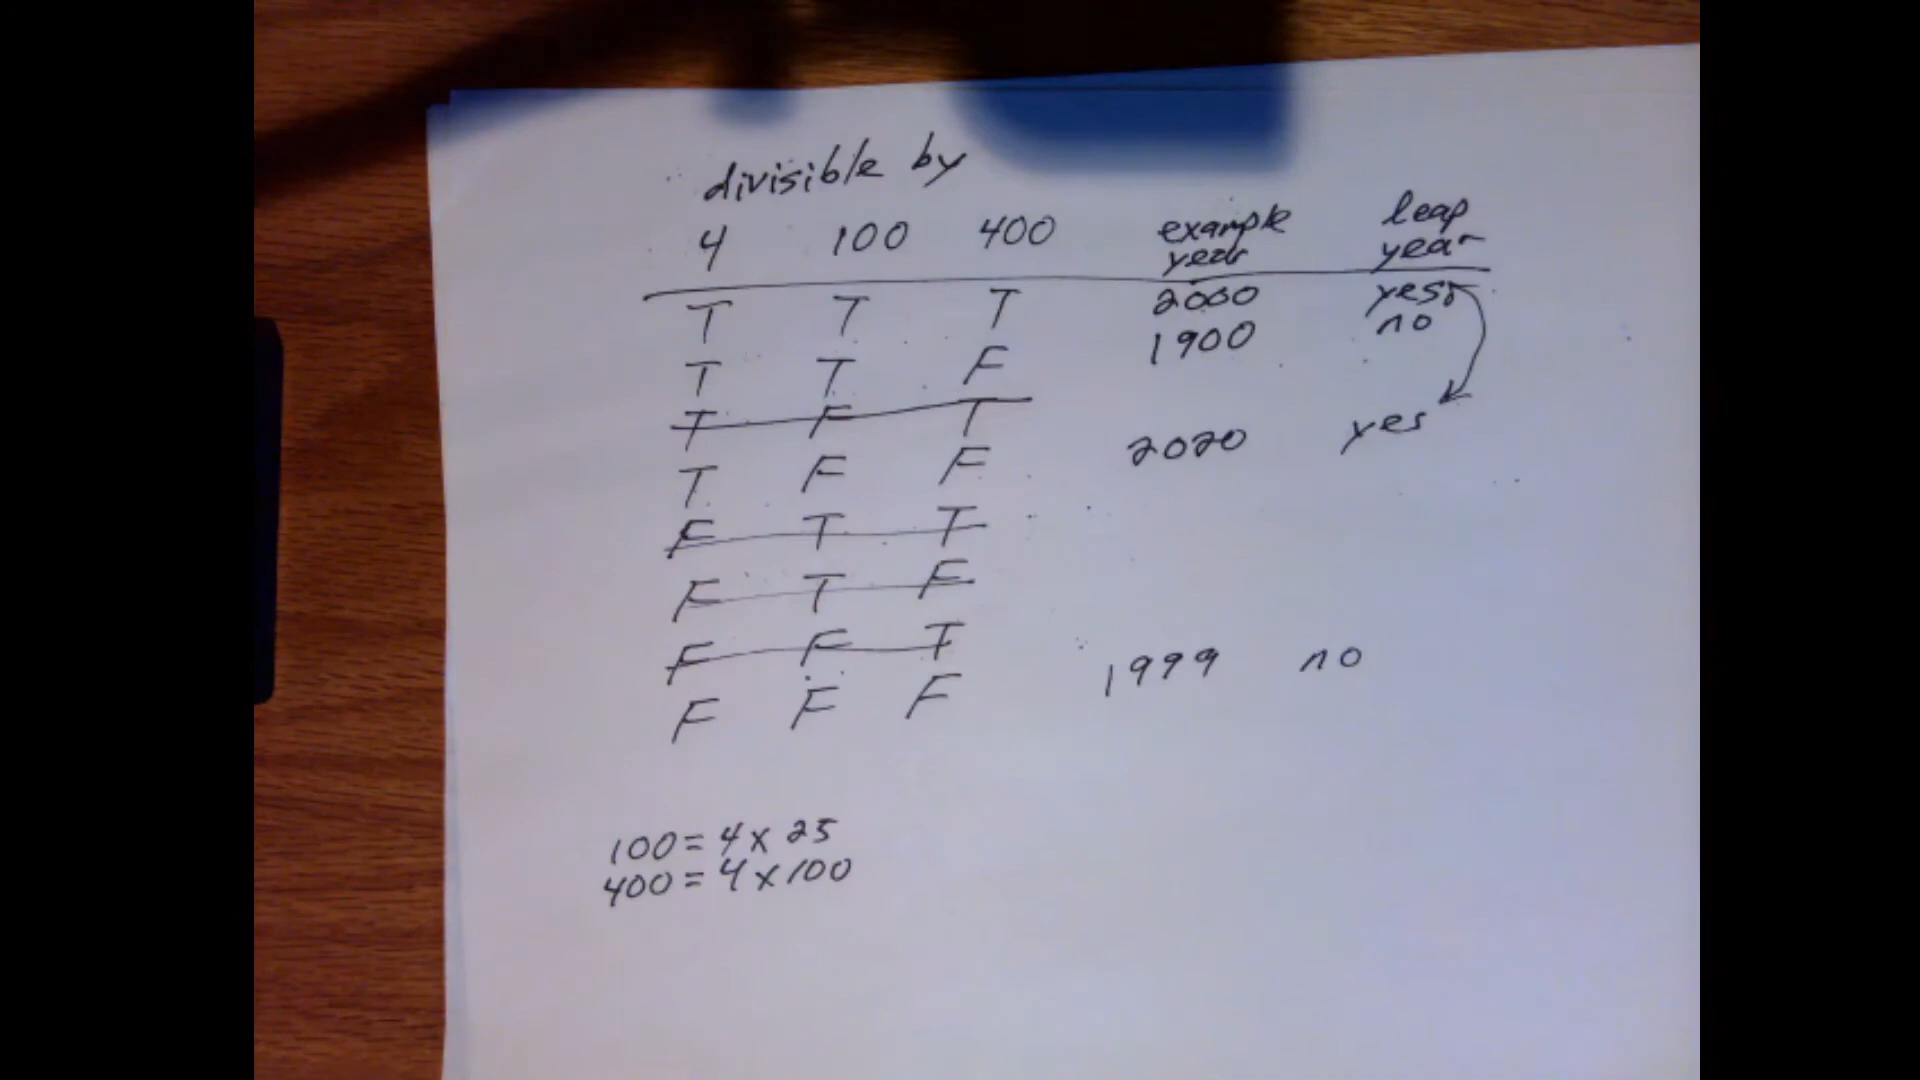 divisible by
4 100 400 example year leap year
T T T 2000 yes
T T F 1900 no
T F T
T F F 2020 yes
F T T
F T F
F F T
F F F 1999 no
100 = 4 x 25
400 = 4 x 100